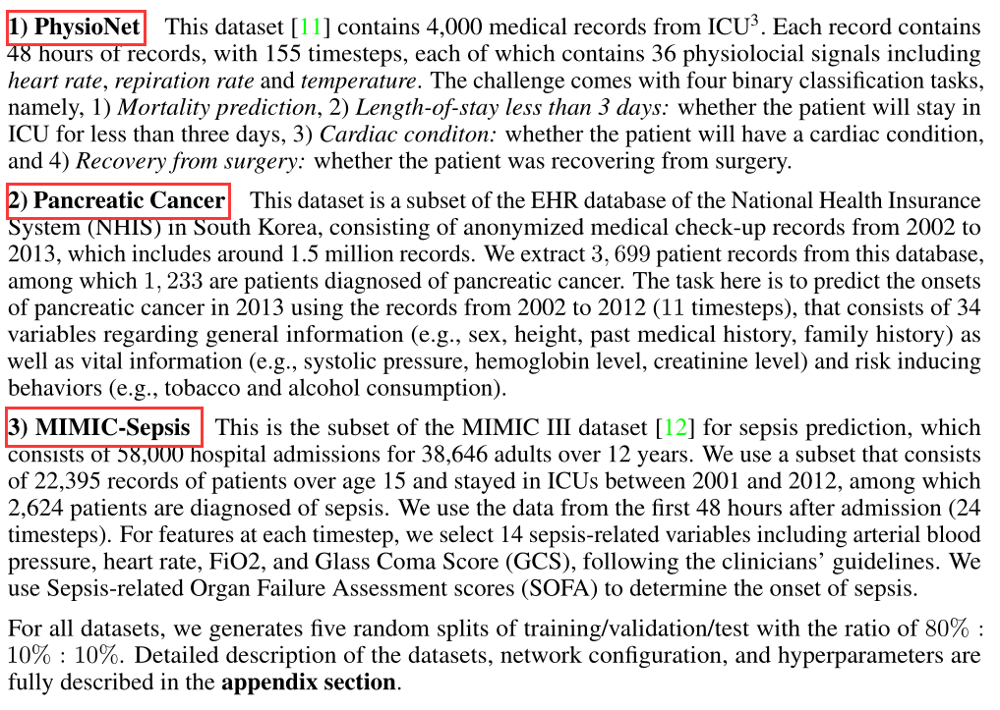 1) PhysioNet This dataset [11] contains 4,000 medical records from ICU3. Each record contains
48 hours of records, with 155 timesteps, each of which contains 36 physiolocial signals including
heart rate, repiration rate and temperature. The challenge comes with four binary classification tasks,
namely, 1) Mortality prediction, 2) Length-of-stay less than 3 days: whether the patient will stay in
ICU for less than three days, 3) Cardiac conditon: whether the patient will have a cardiac condition,
and 4) Recovery from surgery: whether the patient was recovering from surgery.
2) Pancreatic Cancer This dataset is a subset of the EHR database of the National Health Insurance
System (NHIS) in South Korea, consisting of anonymized medical check-up records from 2002 to
2013, which includes around 1.5 million records. We extract 3, 699 patient records from this database,
among which 1, 233 are patients diagnosed of pancreatic cancer. The task here is to predict the onsets
of pancreatic cancer in 2013 using the records from 2002 to 2012 (11 timesteps), that consists of 34
variables regarding general information (e.g., sex, height, past medical history, family history) as
well as vital information (e.g., systolic pressure, hemoglobin level, creatinine level) and risk inducing
behaviors (e.g., tobacco and alcohol consumption).
3) MIMIC-Sepsis This is the subset of the MIMIC III dataset [12] for sepsis prediction, which
consists of 58,000 hospital admissions for 38,646 adults over 12 years. We use a subset that consists
of 22,395 records of patients over age 15 and stayed in ICUs between 2001 and 2012, among which
2,624 patients are diagnosed of sepsis. We use the data from the first 48 hours after admission (24
timesteps). For features at each timestep, we select 14 sepsis-related variables including arterial blood
pressure, heart rate, FiO2, and Glass Coma Score (GCS), following the clinicians' guidelines. We
use Sepsis-related Organ Failure Assessment scores (SOFA) to determine the onset of sepsis.
For all datasets, we generates five random splits of training/validation/test with the ratio of 80% :
10% : 10%. Detailed description of the datasets, network configuration, and hyperparameters are
fully described in the appendix section.